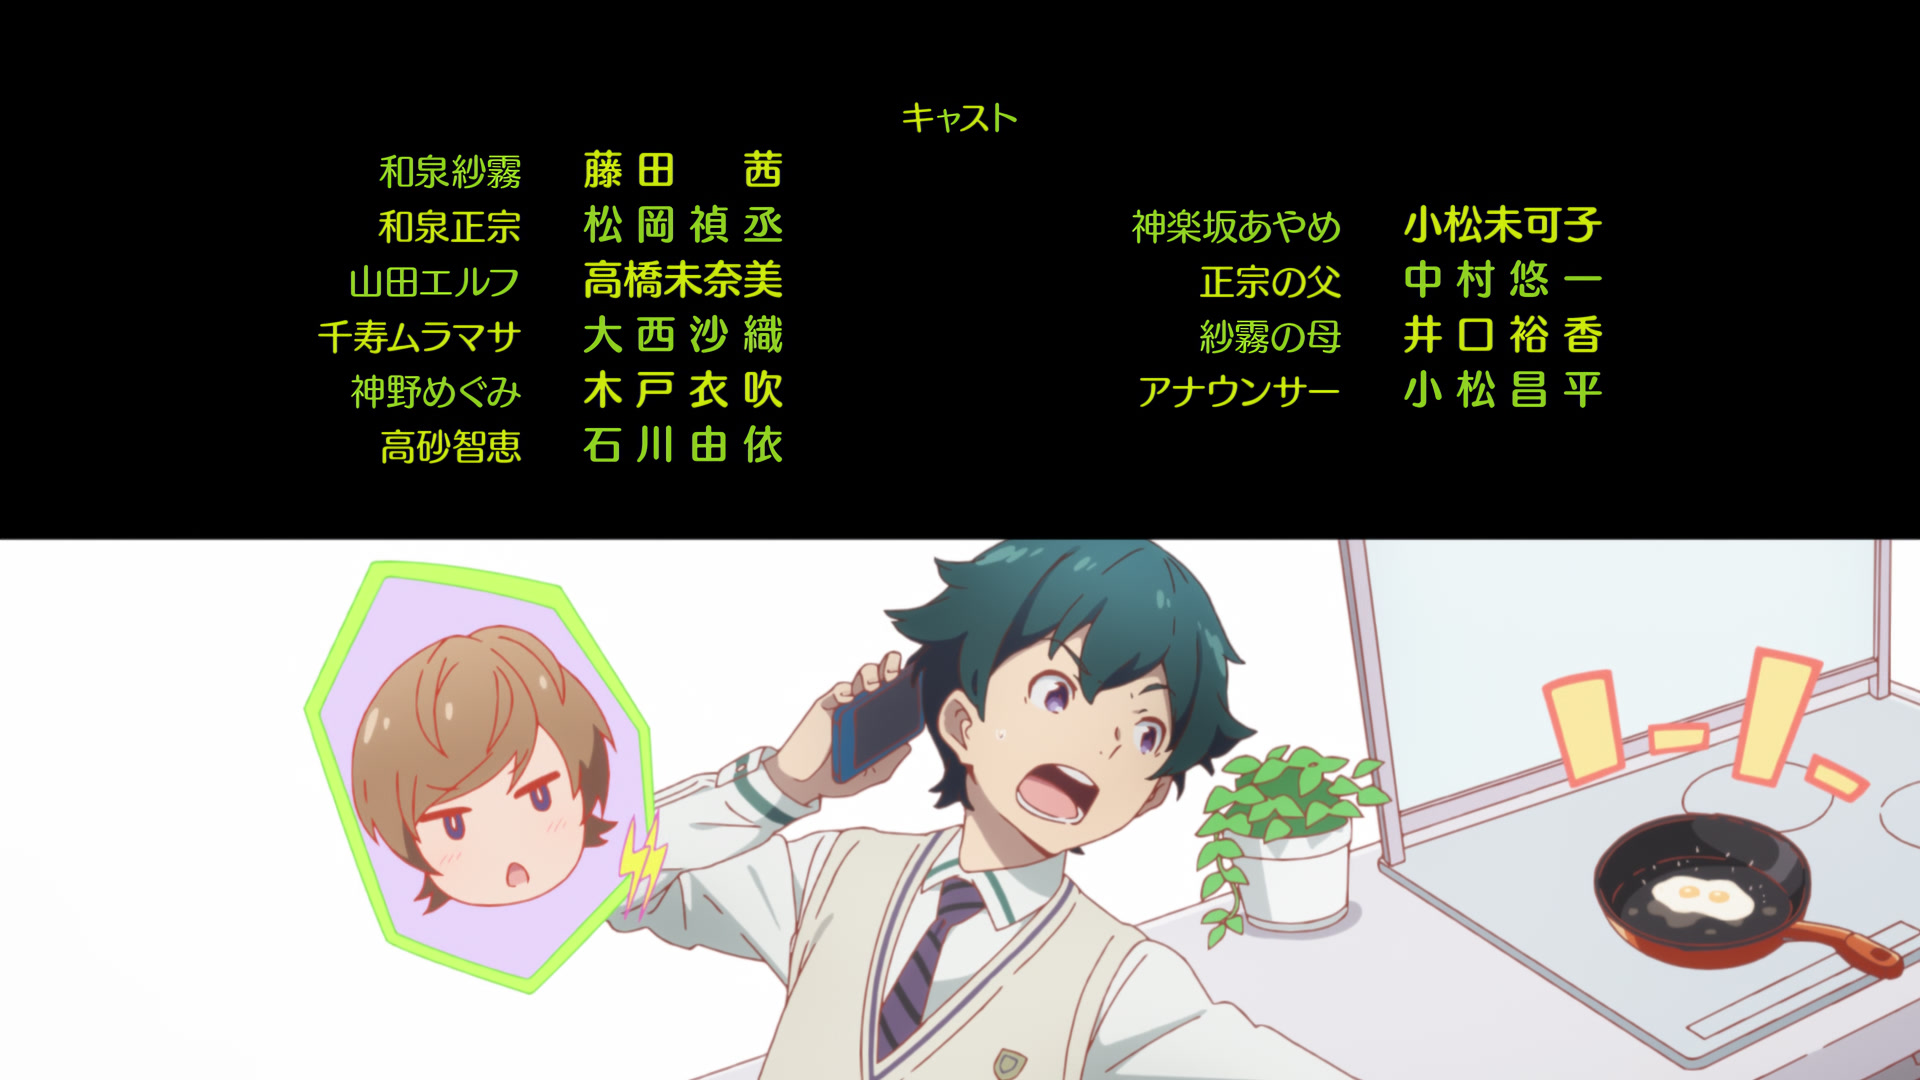 キャスト
和泉紗霧 藤田 茜
和泉正宗 松岡禎丞
山田エルフ 高橋未奈美
千寿ムラマサ 大西沙織
神野めぐみ 木戸衣吹
高砂智恵 石川由依
神楽坂あやめ 小松未可子
正宗の父 中村悠一
紗霧の母 井口裕香
アナウンサー 小松昌平